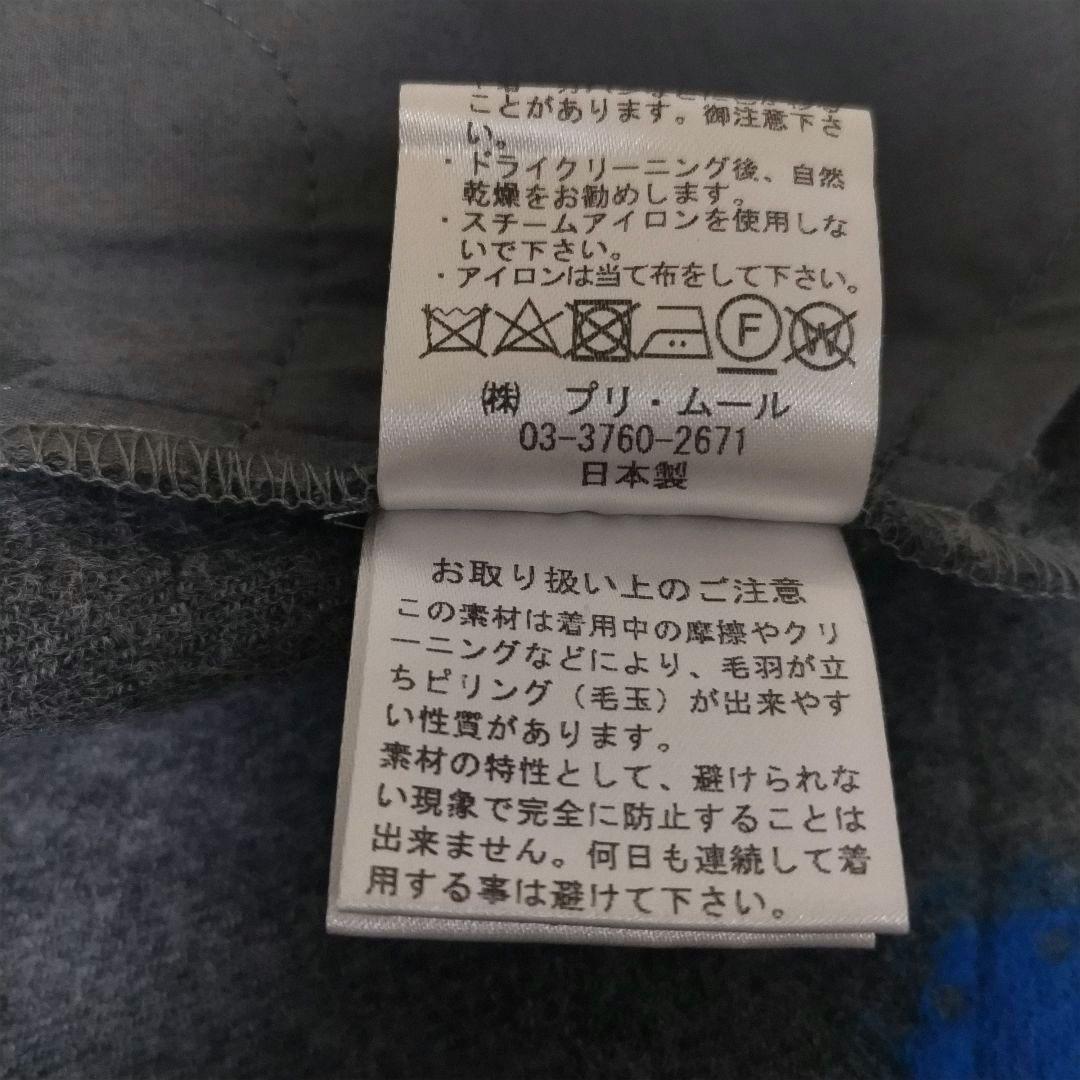 ことがあります。御注意下さ
い。
・ドライクリーニング後、自然
乾燥をお勧めします。
・スチームアイロンを使用しな
いで下さい。
・アイロンは当て布をして下さい。
F W
㈱ プリ・ムール
03-3760-2671
日本製
お取り扱い上のご注意
この素材は着用中の摩擦やクリ
ーニングなどにより、毛羽が立
ちピリング（毛玉）が出来やす
い性質があります。
素材の特性として、避けられな
い現象で完全に防止することは
出来ません。何日も連続して着
用する事は避けて下さい。